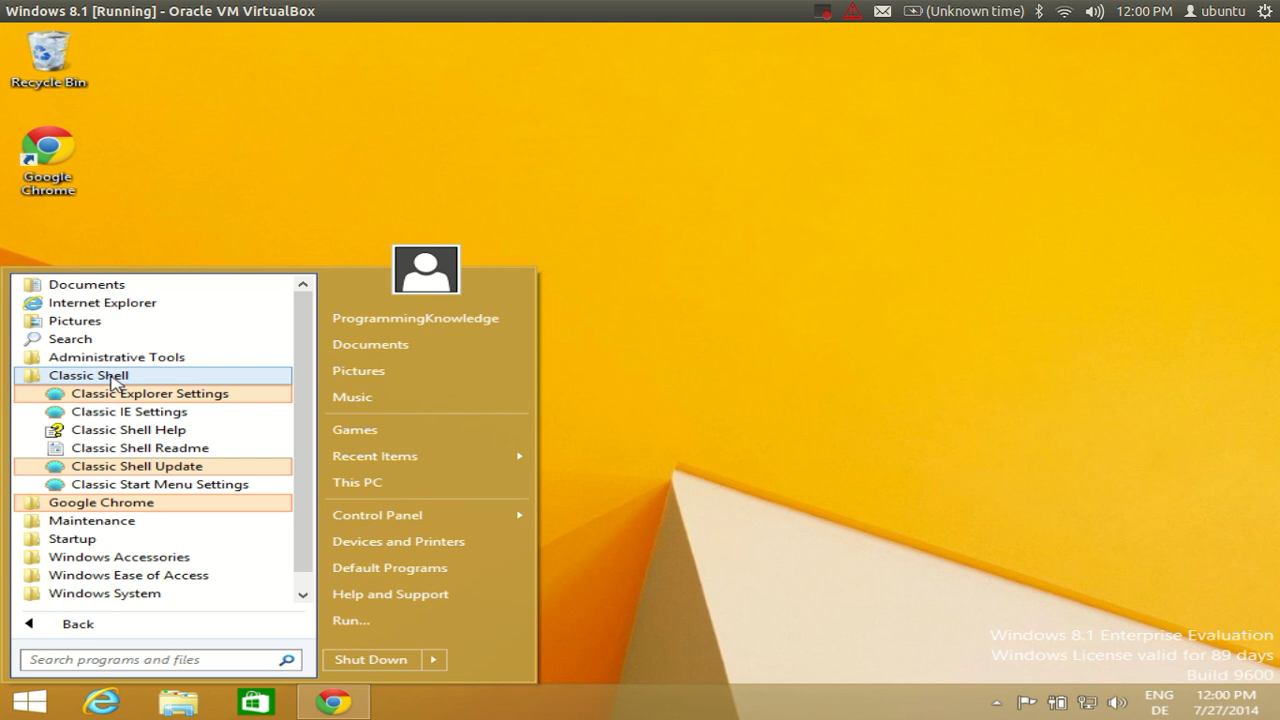 Windows 8.1 [Running] - Oracle VM VirtualBox
(Unknown time)
12:00 PM
ubuntu
Recycle Bin
Google
Chrome
Documents
Internet Explorer
Pictures
Search
Administrative Tools
Classic Shell
Classic Explorer Settings
Classic IE Settings
Classic Shell Help
Classic Shell Readme
Classic Shell Update
Classic Start Menu Settings
Google Chrome
Maintenance
Startup
Windows Accessories
Windows Ease of Access
Windows System
Back
Search programs and files
ProgrammingKnowledge
Documents
Pictures
Music
Games
Recent Items
This PC
Control Panel
Devices and Printers
Default Programs
Help and Support
Run...
Shut Down
Windows 8.1 Enterprise Evaluation
Windows License valid for 89 days
Build 9600
ENG
DE
12:00 PM
7/27/2014